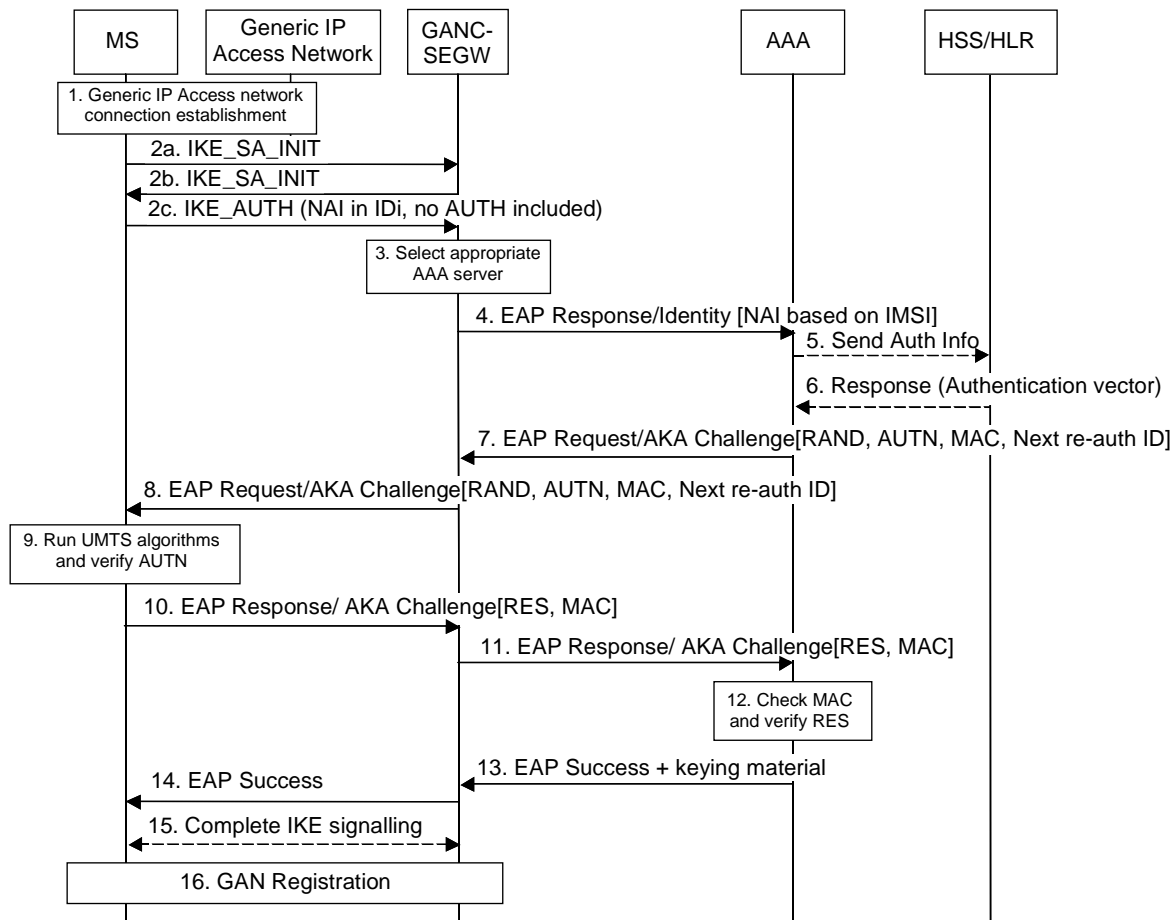 MS
Generic IP
Access Network
GANC-
SEGW
AAA
HSS/HLR
1. Generic IP Access network
connection establishment
2a. IKE_SA_INIT
2b. IKE_SA_INIT
2c. IKE_AUTH (NAI in IDi, no AUTH included)
3. Select appropriate
AAA server
4. EAP Response/Identity [NAI based on IMSI]
5. Send Auth Info
6. Response (Authentication vector)
7. EAP Request/AKA Challenge[RAND, AUTN, MAC, Next re-auth ID]
8. EAP Request/AKA Challenge[RAND, AUTN, MAC, Next re-auth ID]
9. Run UMTS algorithms
and verify AUTN
10. EAP Response/ AKA Challenge[RES, MAC]
11. EAP Response/ AKA Challenge[RES, MAC]
12. Check MAC
and verify RES
13. EAP Success + keying material
14. EAP Success
15. Complete IKE signalling
16. GAN Registration